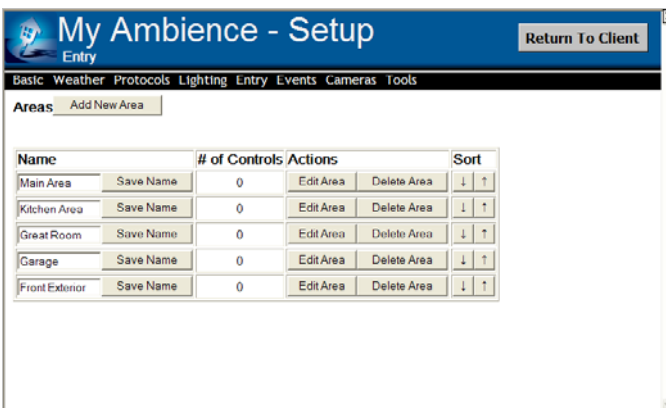 My Ambience - Setup
Entry
Return To Client
Basic Weather Protocols Lighting Entry Events Cameras Tools
Areas Add New Area
Name # of Controls Actions Sort
Main Area Save Name 0 Edit Area Delete Area ↓ ↑
Kitchen Area Save Name 0 Edit Area Delete Area ↓ ↑
Great Room Save Name 0 Edit Area Delete Area ↓ ↑
Garage Save Name 0 Edit Area Delete Area ↓ ↑
Front Exterior Save Name 0 Edit Area Delete Area ↓ ↑